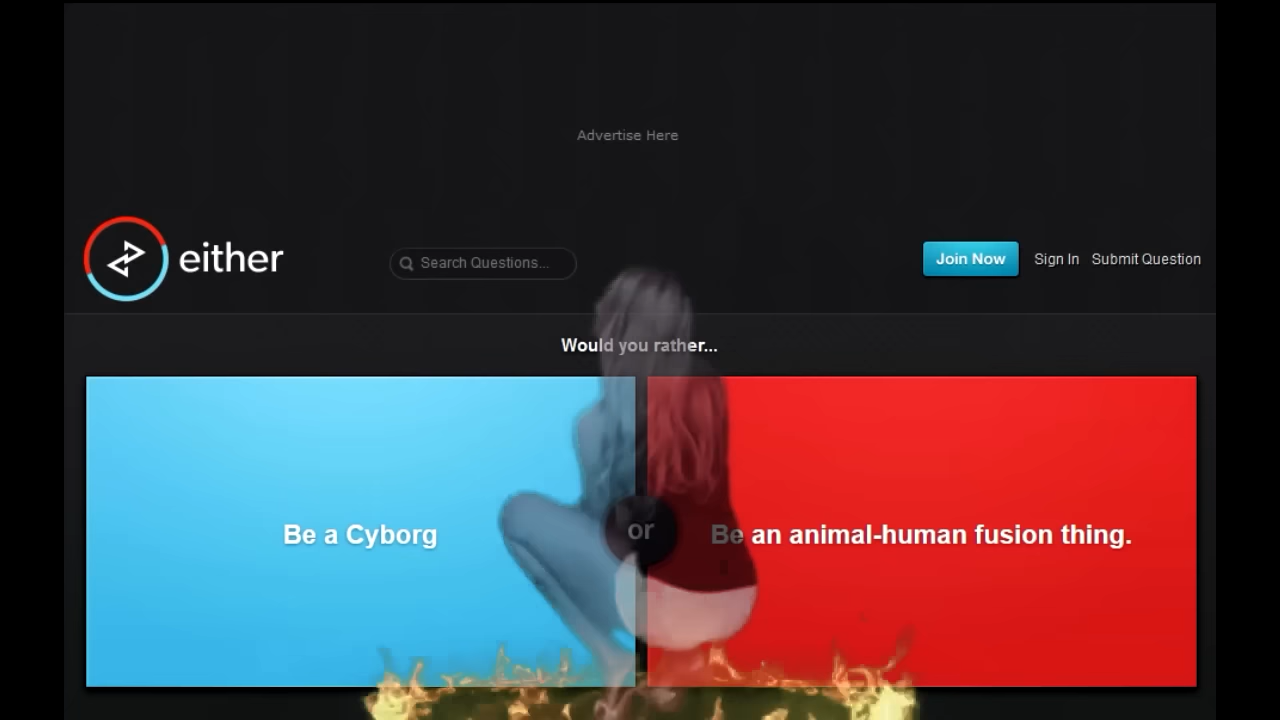 Advertise Here
either
Search Questions...
Join Now
Sign In
Submit Question
Would you rather...
Be a Cyborg
or
Be an animal-human fusion thing.